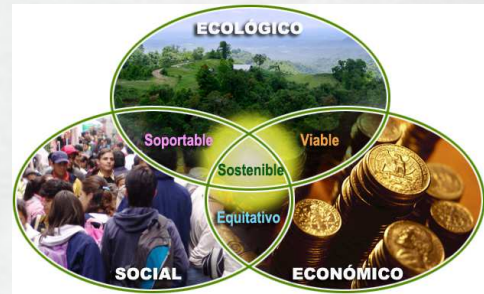 ECOLÓGICO
Soportable
Viable
Sostenible
Equitativo
SOCIAL
ECONÓMICO